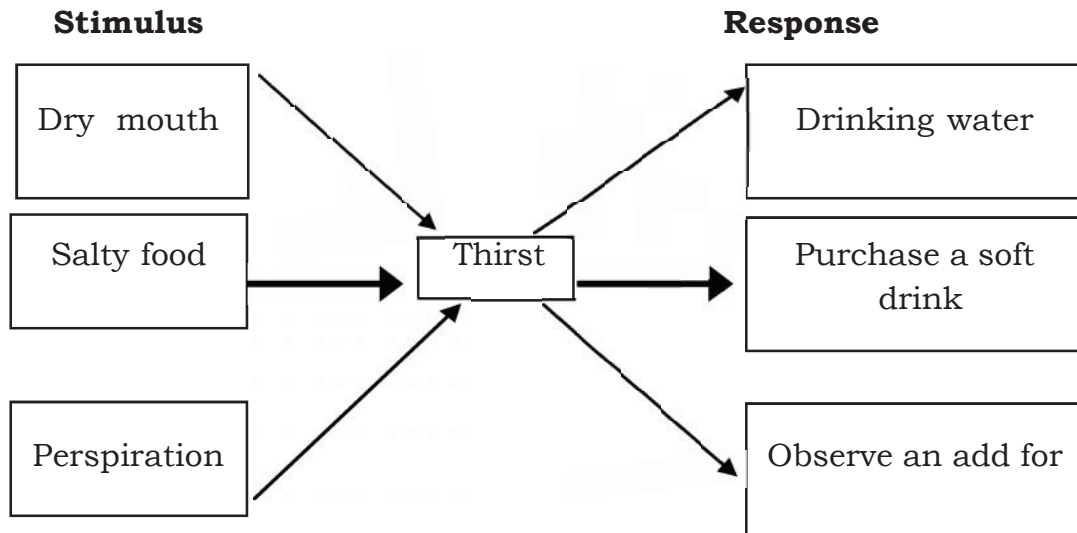 Stimulus
Response
Dry mouth
Drinking water
Salty food
Thirst
Purchase a soft
drink
Perspiration
Observe an add for